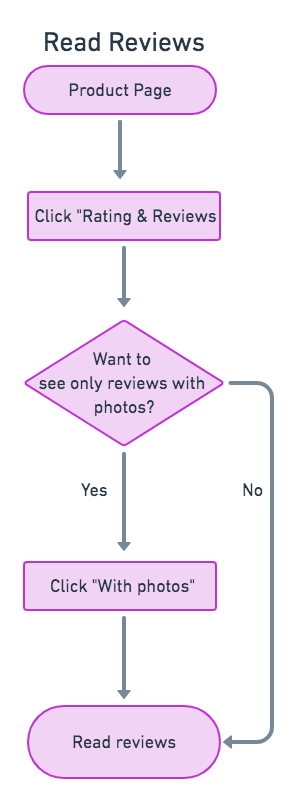 Read Reviews
Product Page
Click "Rating & Reviews
Want to
see only reviews with
photos?
Yes
No
Click "With photos"
Read reviews